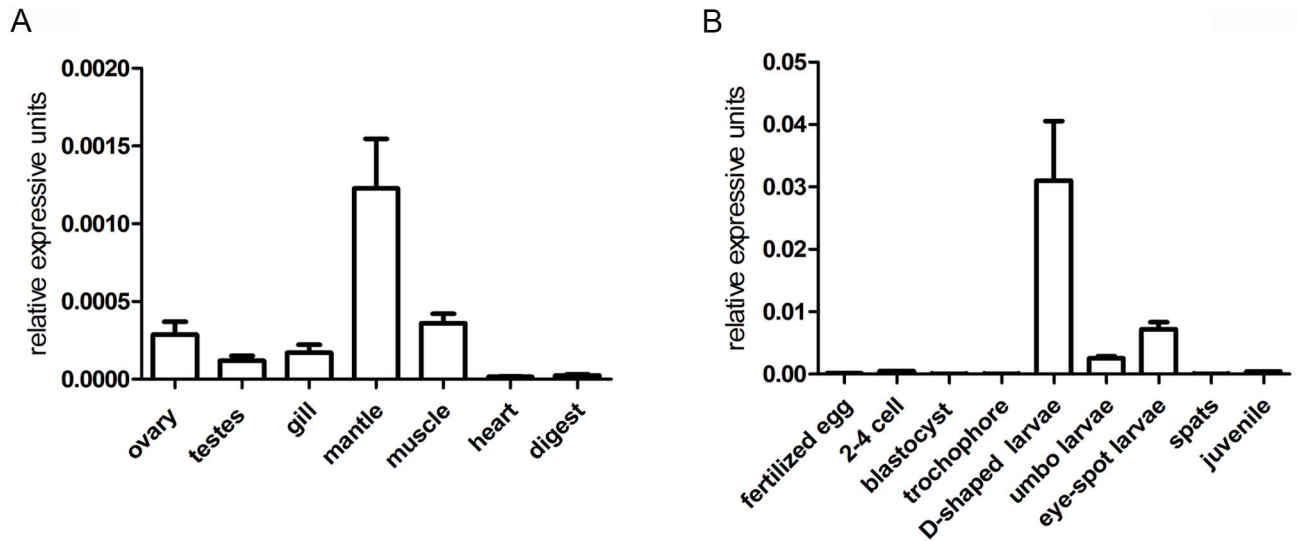 A
relative expressive units
0.0020
0.0015
0.0010
0.0005
0.0000
ovary
testes
gill
mantle
muscle
heart
digest
B
relative expressive units
0.05
0.04
0.03
0.02
0.01
0.00
fertilized egg
2-4 cell
blastocyst
trochophore
D-shaped larvae
umbo larvae
eye-spot larvae
spats
juvenile